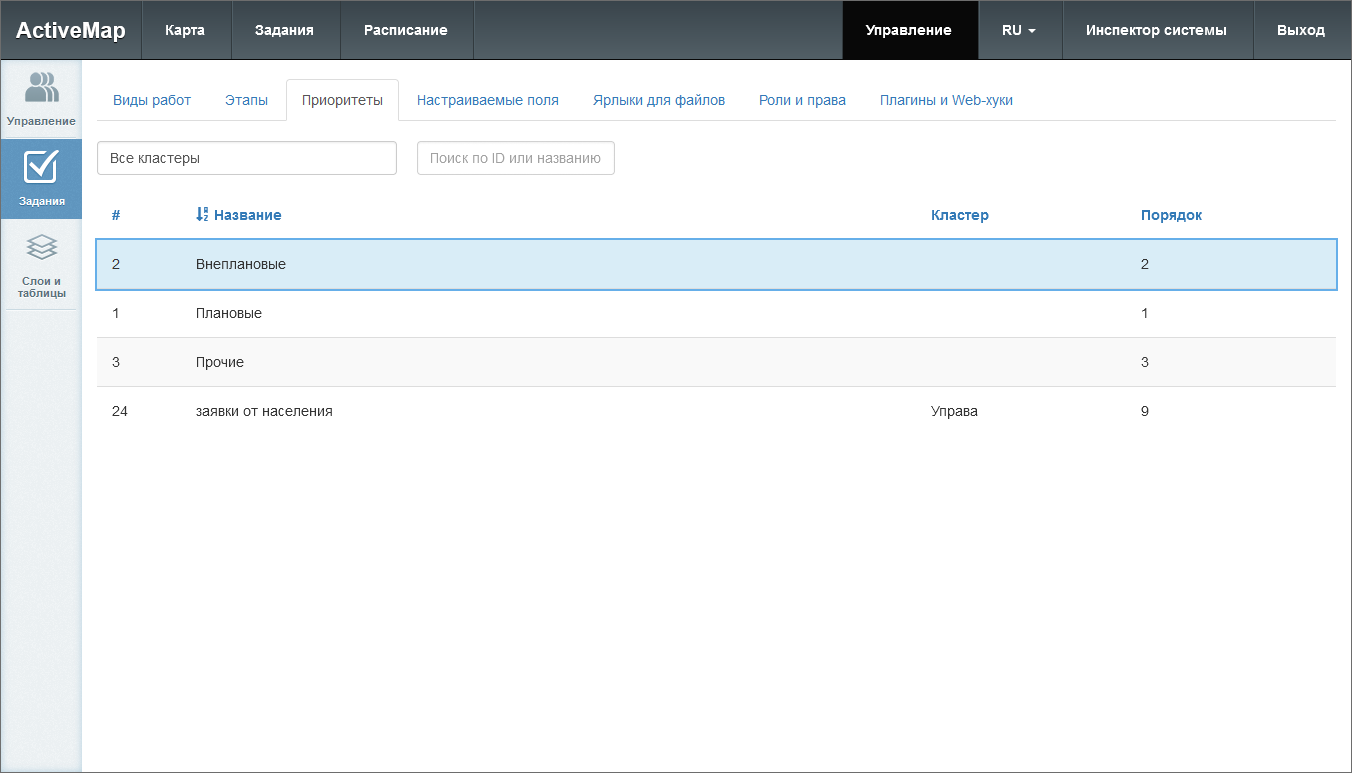 ActiveMap Карта Задания Расписание Управление RU Инспектор системы Выход
Управление
Задания
Слои и
таблицы
Виды работ Этапы Приоритеты Настраиваемые поля Ярлыки для файлов Роли и права Плагины и Web-хуки
Все кластеры Поиск по ID или названию
# Название Кластер Порядок
2 Внеплановые 2
1 Плановые 1
3 Прочие 3
24 заявки от населения Управа 9